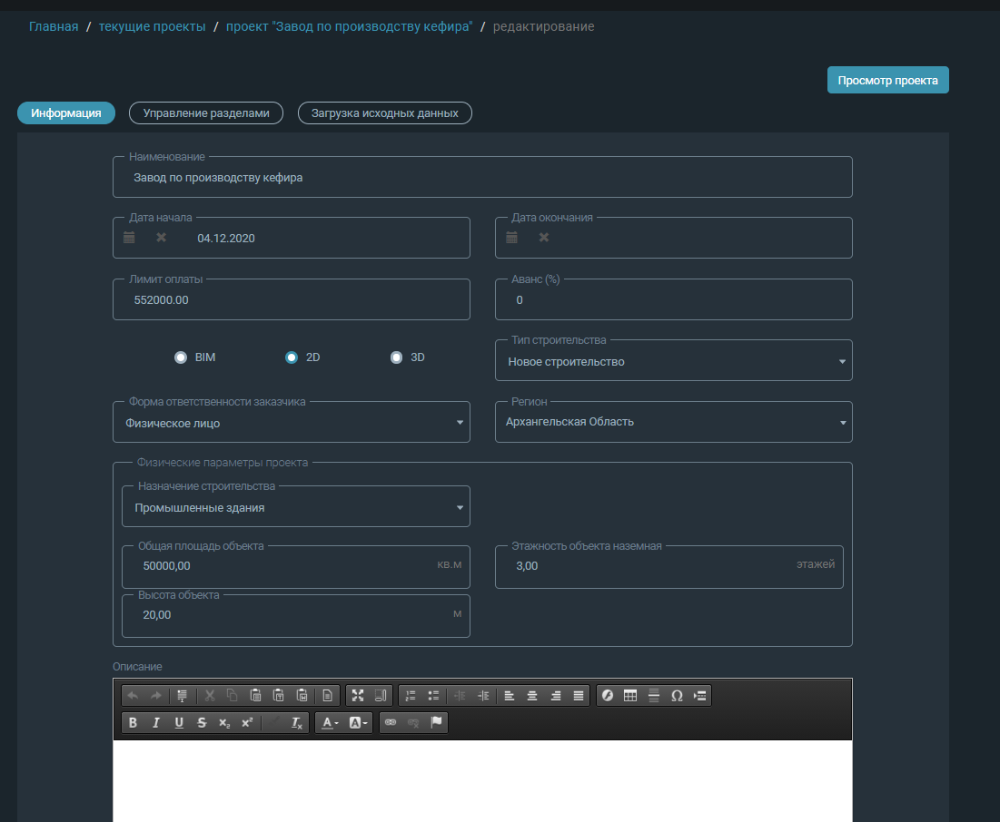 Главная / текущие проекты / проект "Завод по производству кефира" / редактирование
Просмотр проекта
Информация Управление разделами Загрузка исходных данных
Наименование
Завод по производству кефира
Дата начала Дата окончания
04.12.2020
Лимит оплаты Аванс (%)
552000.00 0
BIM 2D 3D
Тип строительства
Новое строительство
Форма ответственности заказчика Регион
Физическое лицо Архангельская Область
Физические параметры проекта
Назначение строительства
Промышленные здания
Общая площадь объекта Этажность объекта наземная
50000,00 кв.м 3,00 этажей
Высота объекта
20,00 м
Описание